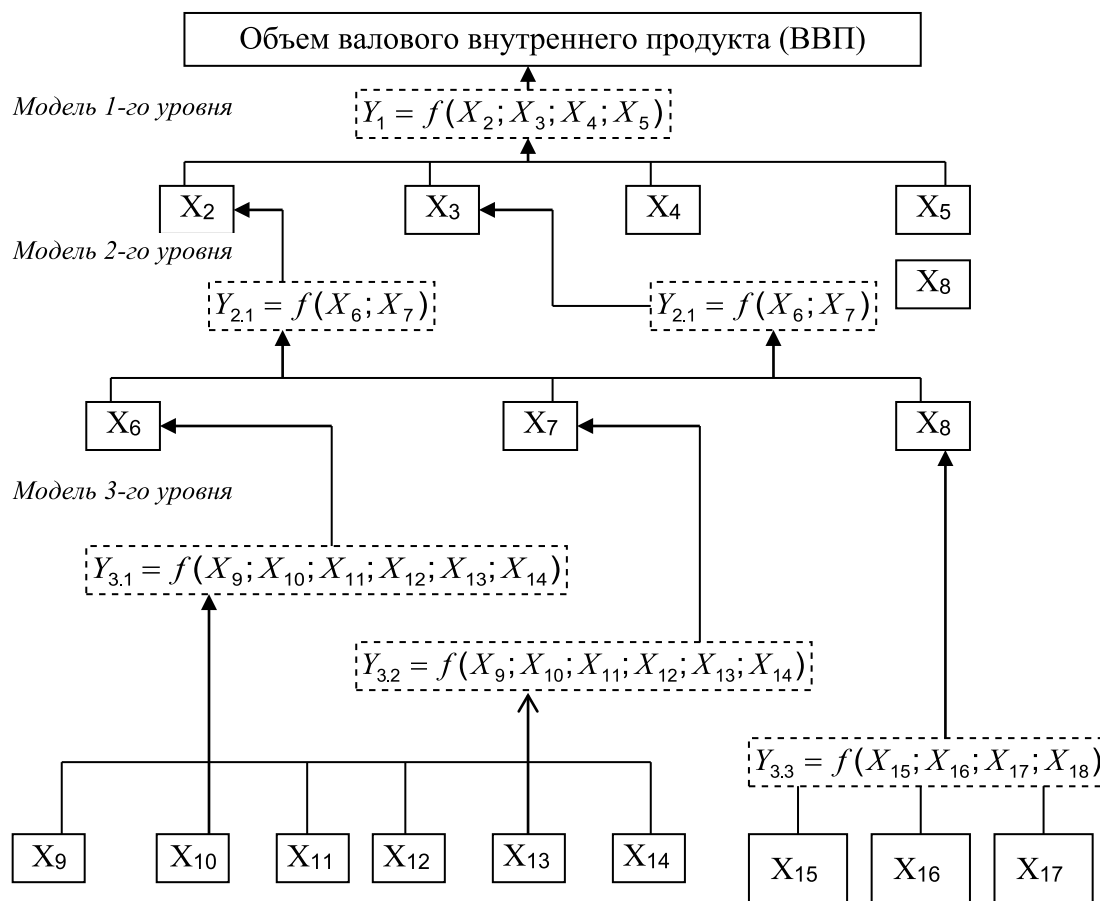 Объем валового внутреннего продукта (ВВП)
Модель 1-го уровня
Y₁ = f(X₂; X₃; X₄; X₅)
X₂ X₃ X₄ X₅
Модель 2-го уровня
X₈
Y₂.₁ = f(X₆; X₇) Y₂.₁ = f(X₆; X₇)
X₆ X₇ X₈
Модель 3-го уровня
Y₃.₁ = f(X₉; X₁₀; X₁₁; X₁₂; X₁₃; X₁₄)
Y₃.₂ = f(X₉; X₁₀; X₁₁; X₁₂; X₁₃; X₁₄)
Y₃.₃ = f(X₁₅; X₁₆; X₁₇; X₁₈)
X₉ X₁₀ X₁₁ X₁₂ X₁₃ X₁₄ X₁₅ X₁₆ X₁₇